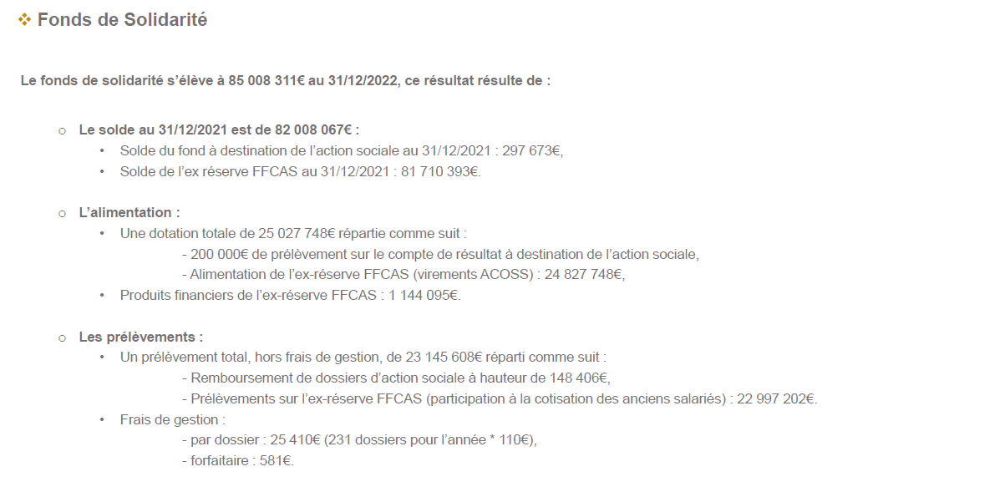 ❖ Fonds de Solidarité
Le fonds de solidarité s’élève à 85 008 311€ au 31/12/2022, ce résultat résulte de :
o Le solde au 31/12/2021 est de 82 008 067€ :
• Solde du fond à destination de l’action sociale au 31/12/2021 : 297 673€,
• Solde de l’ex réserve FFCAS au 31/12/2021 : 81 710 393€.
o L’alimentation :
• Une dotation totale de 25 027 748€ répartie comme suit :
- 200 000€ de prélèvement sur le compte de résultat à destination de l’action sociale,
- Alimentation de l’ex-réserve FFCAS (virements ACOSS) : 24 827 748€,
• Produits financiers de l’ex-réserve FFCAS : 1 144 095€.
o Les prélèvements :
• Un prélèvement total, hors frais de gestion, de 23 145 608€ réparti comme suit :
- Remboursement de dossiers d’action sociale à hauteur de 148 406€,
- Prélèvements sur l’ex-réserve FFCAS (participation à la cotisation des anciens salariés) : 22 997 202€.
• Frais de gestion :
- par dossier : 25 410€ (231 dossiers pour l’année * 110€),
- forfaitaire : 581€.